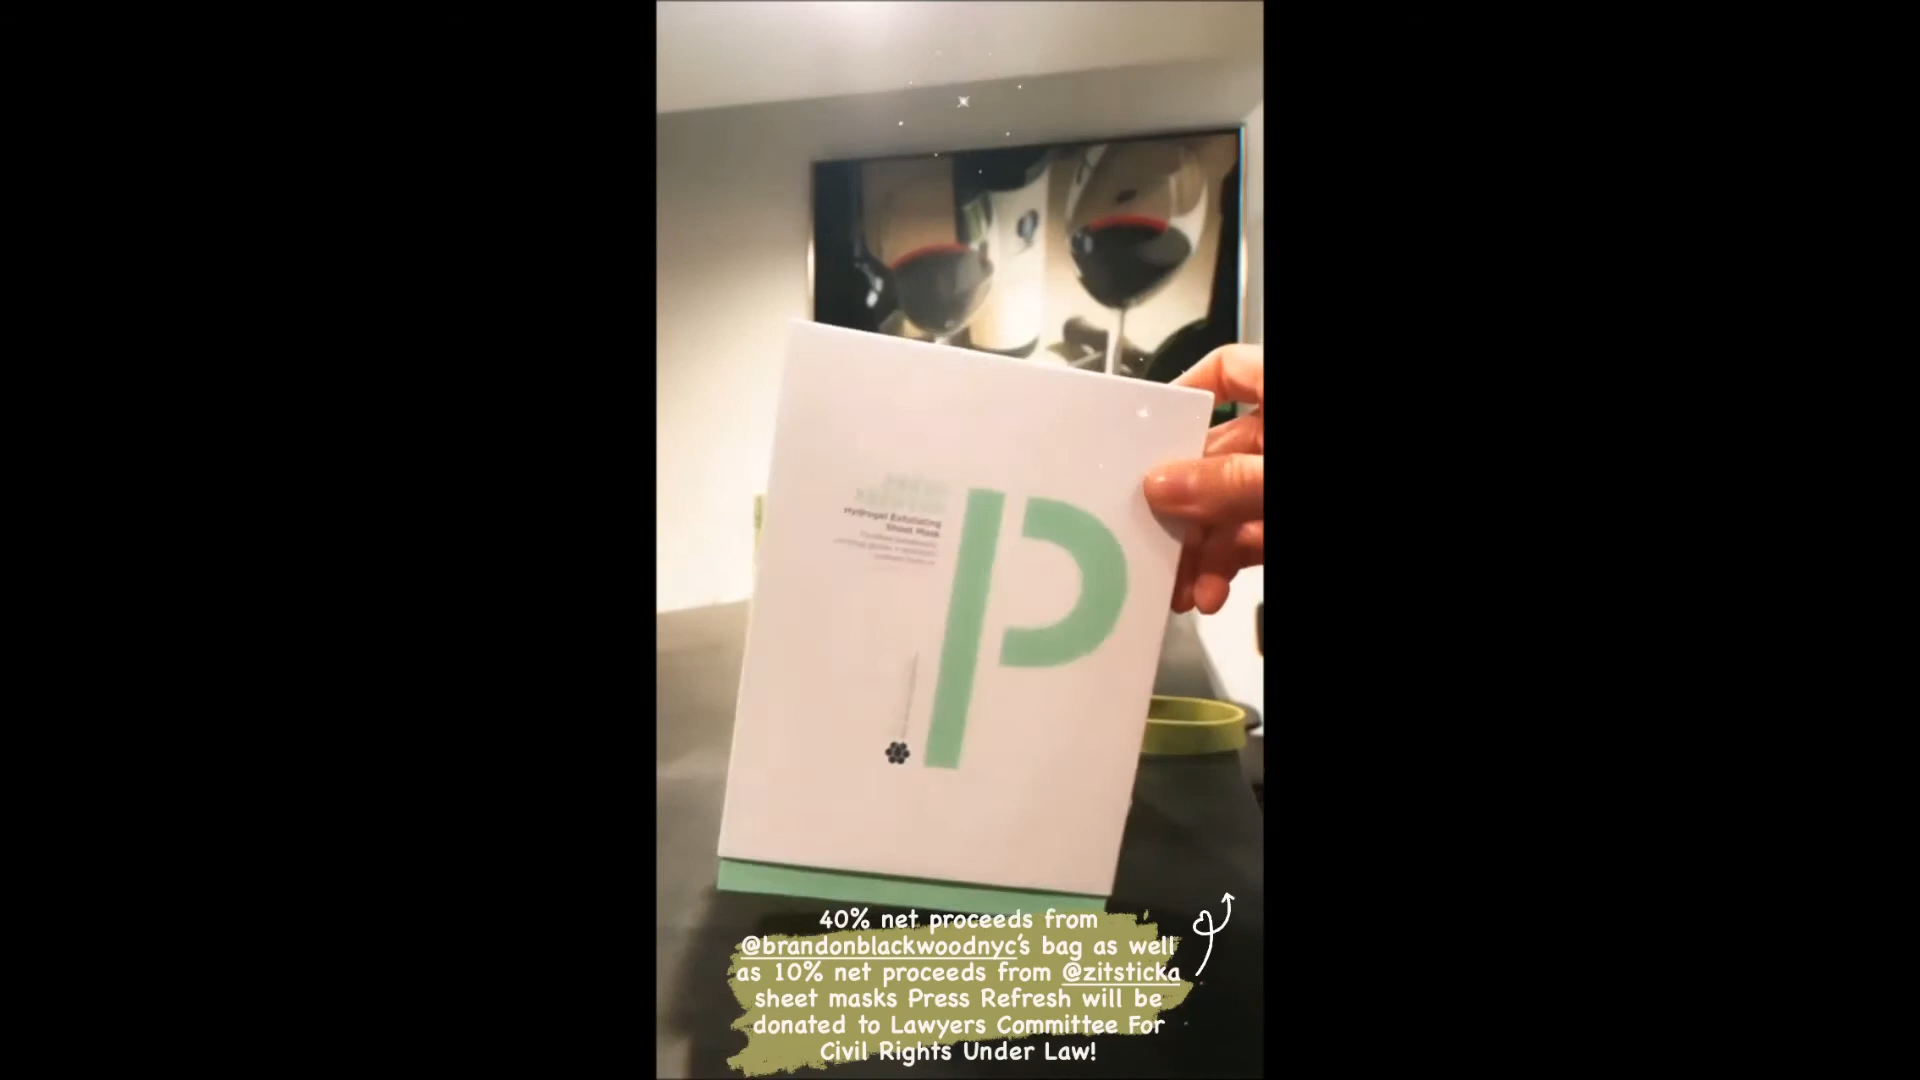 Hydrogel Exfoliating
Sheet Mask
P
40% net proceeds from
@brandonblackwoodnyc's bag as well
as 10% net proceeds from @zitsticka
sheet masks Press Refresh will be
donated to Lawyers Committee For
Civil Rights Under Law!